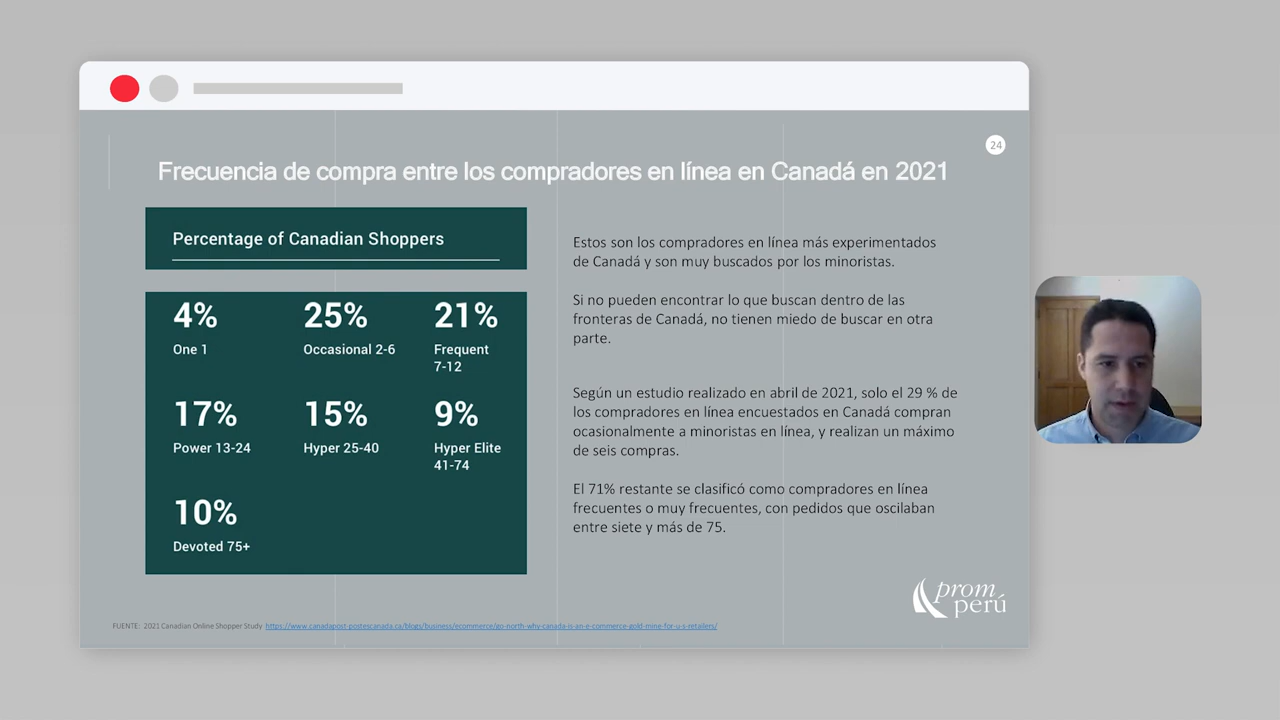 24
Frecuencia de compra entre los compradores en línea en Canadá en 2021
Percentage of Canadian Shoppers
4%
One 1
25%
Occasional 2-6
21%
Frequent
7-12
17%
Power 13-24
15%
Hyper 25-40
9%
Hyper Elite
41-74
10%
Devoted 75+
Estos son los compradores en línea más experimentados
de Canadá y son muy buscados por los minoristas.
Si no pueden encontrar lo que buscan dentro de las
fronteras de Canadá, no tienen miedo de buscar en otra
parte.
Según un estudio realizado en abril de 2021, solo el 29 % de
los compradores en línea encuestados en Canadá compran
ocasionalmente a minoristas en línea, y realizan un máximo
de seis compras.
El 71% restante se clasificó como compradores en línea
frecuentes o muy frecuentes, con pedidos que oscilaban
entre siete y más de 75.
prom
perú
FUENTE: 2021 Canadian Online Shopper Study https://www.canadapost-postescanada.ca/blogs/business/ecommerce/go-north-why-canada-is-an-e-commerce-gold-mine-for-u-s-retailers/